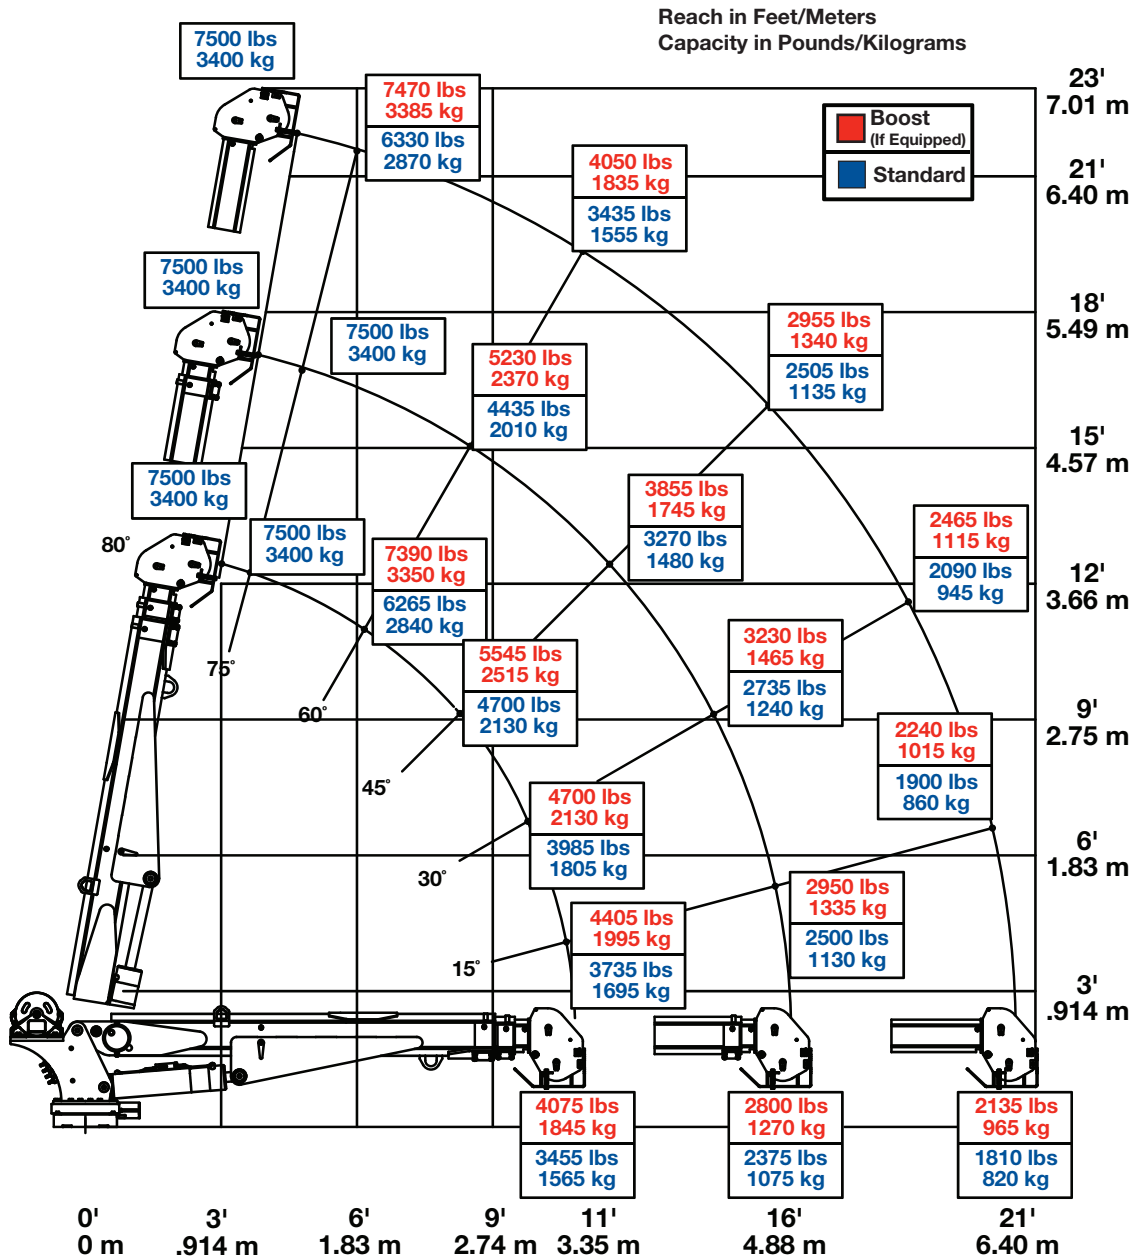 Reach in Feet/Meters
Capacity in Pounds/Kilograms
7500 lbs
3400 kg
23'
7.01 m
7470 lbs
3385 kg
6330 lbs
2870 kg
Boost
(If Equipped)
Standard
4050 lbs
1835 kg
3435 lbs
1555 kg
21'
6.40 m
7500 lbs
3400 kg
18'
5.49 m
7500 lbs
3400 kg
2955 lbs
1340 kg
2505 lbs
1135 kg
5230 lbs
2370 kg
4435 lbs
2010 kg
15'
4.57 m
7500 lbs
3400 kg
3855 lbs
1745 kg
3270 lbs
1480 kg
80°
7500 lbs
3400 kg
2465 lbs
1115 kg
2090 lbs
945 kg
7390 lbs
3350 kg
6265 lbs
2840 kg
12'
3.66 m
75°
5545 lbs
2515 kg
4700 lbs
2130 kg
3230 lbs
1465 kg
2735 lbs
1240 kg
60°
9'
2.75 m
2240 lbs
1015 kg
1900 lbs
860 kg
45°
4700 lbs
2130 kg
3985 lbs
1805 kg
6'
1.83 m
30°
2950 lbs
1335 kg
2500 lbs
1130 kg
4405 lbs
1995 kg
3735 lbs
1695 kg
15°
3'
.914 m
4075 lbs
1845 kg
3455 lbs
1565 kg
2800 lbs
1270 kg
2375 lbs
1075 kg
2135 lbs
965 kg
1810 lbs
820 kg
0'
0 m
3'
.914 m
6'
1.83 m
9'
2.74 m
11'
3.35 m
16'
4.88 m
21'
6.40 m